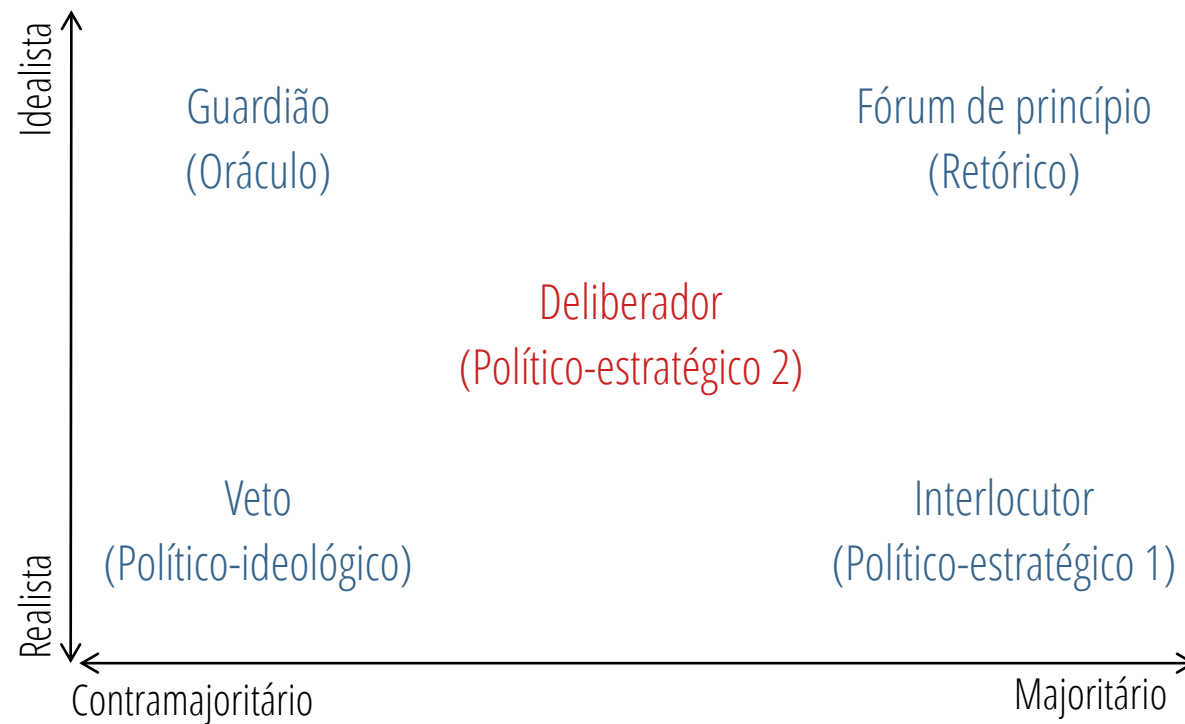 Idealista
Guardião
(Oráculo)
Fórum de princípio
(Retórico)
Deliberador
(Político-estratégico 2)
Veto
(Político-ideológico)
Interlocutor
(Político-estratégico 1)
Realista
Contramajoritário
Majoritário